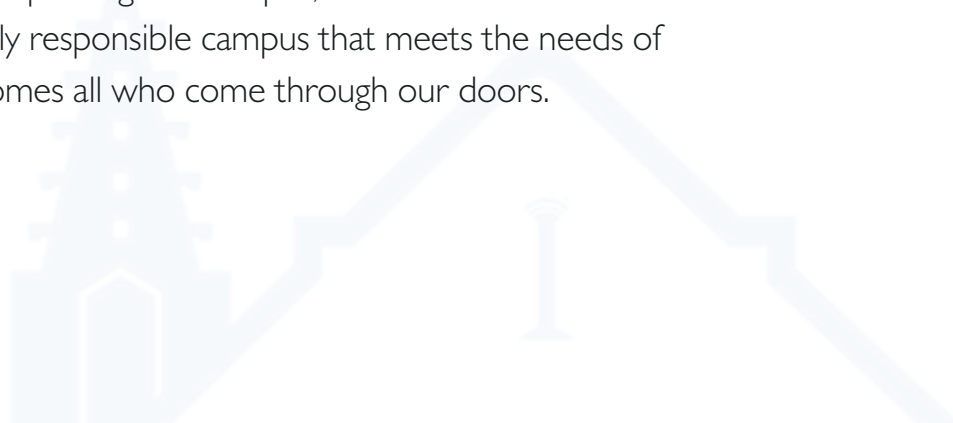 ly responsible campus that meets the needs of
omes all who come through our doors.